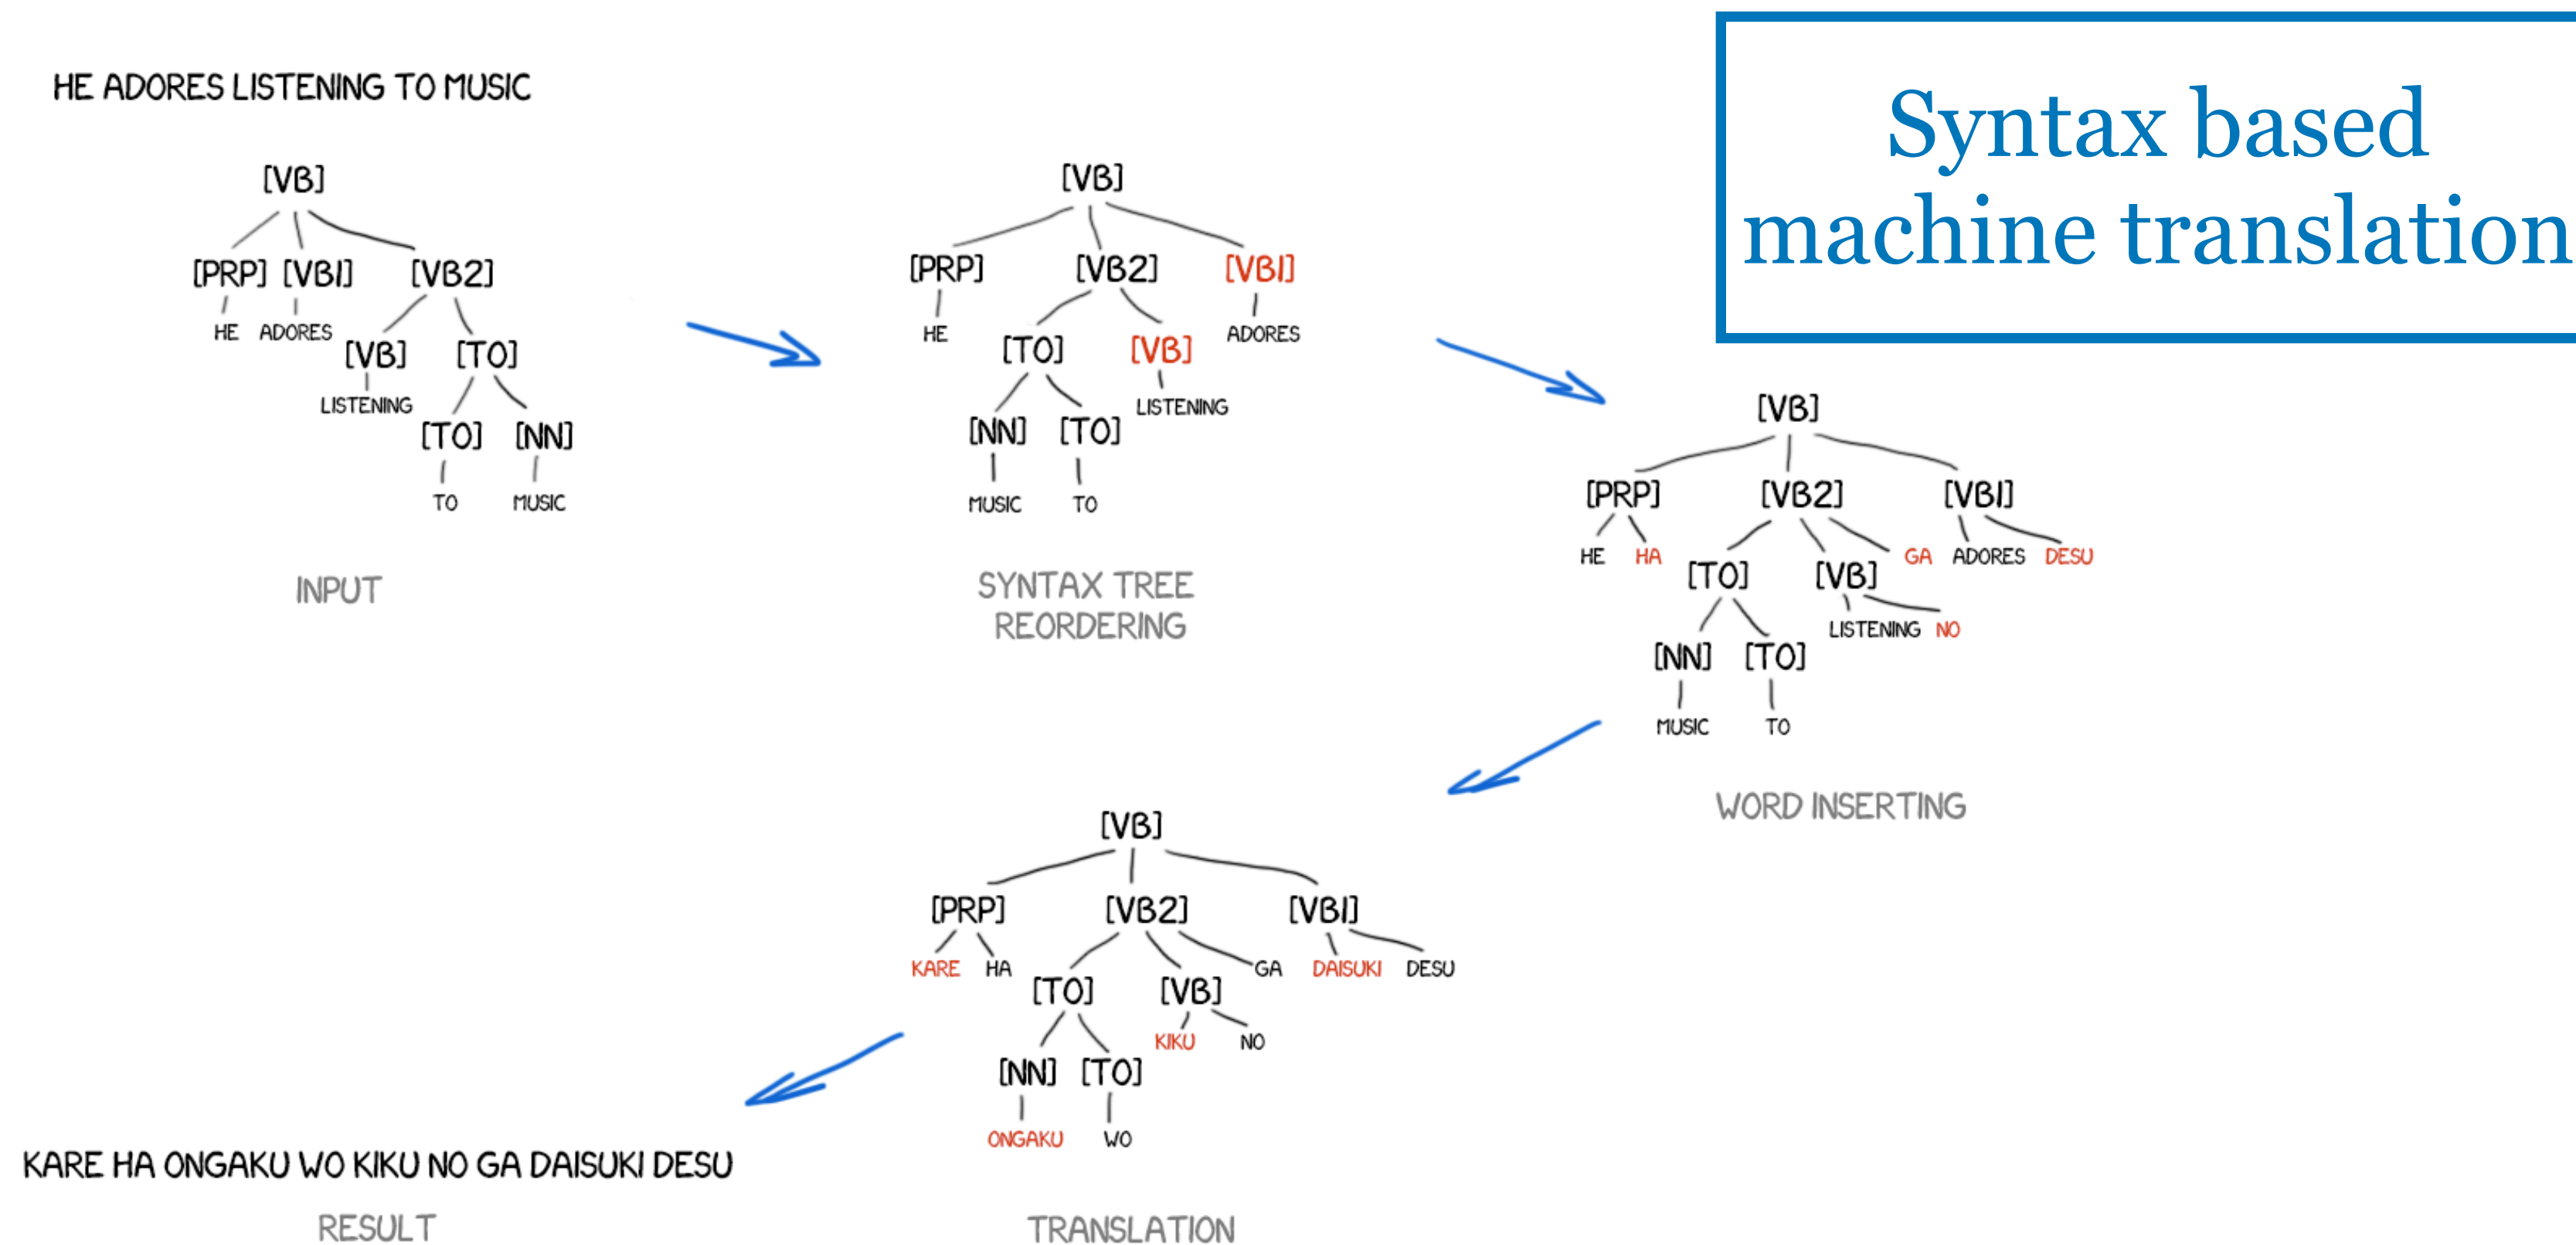 Syntax based
machine translation
HE ADORES LISTENING TO MUSIC
[VB]
[PRP] [VB1] [VB2]
HE ADORES
[VB] [TO]
LISTENING
[TO] [NN]
TO MUSIC
INPUT
[VB]
[PRP] [VB2] [VB1]
HE ADORES
[TO] [VB]
LISTENING
[NN] [TO]
MUSIC TO
SYNTAX TREE
REORDERING
[VB]
[PRP] [VB2] [VB1]
HE HA GA ADORES DESU
[TO] [VB]
LISTENING NO
[NN] [TO]
MUSIC TO
WORD INSERTING
[VB]
[PRP] [VB2] [VB1]
KARE HA GA DAISUKI DESU
[TO] [VB]
KIKU NO
[NN] [TO]
ONGAKU WO
TRANSLATION
KARE HA ONGAKU WO KIKU NO GA DAISUKI DESU
RESULT